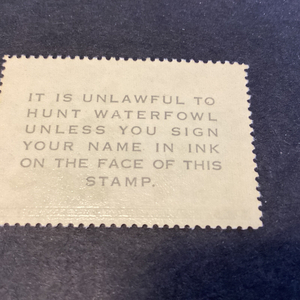 IT IS UNLAWFUL TO
HUNT WATERFOWL
UNLESS YOU SIGN
YOUR NAME IN INK
ON THE FACE OF THIS
STAMP.